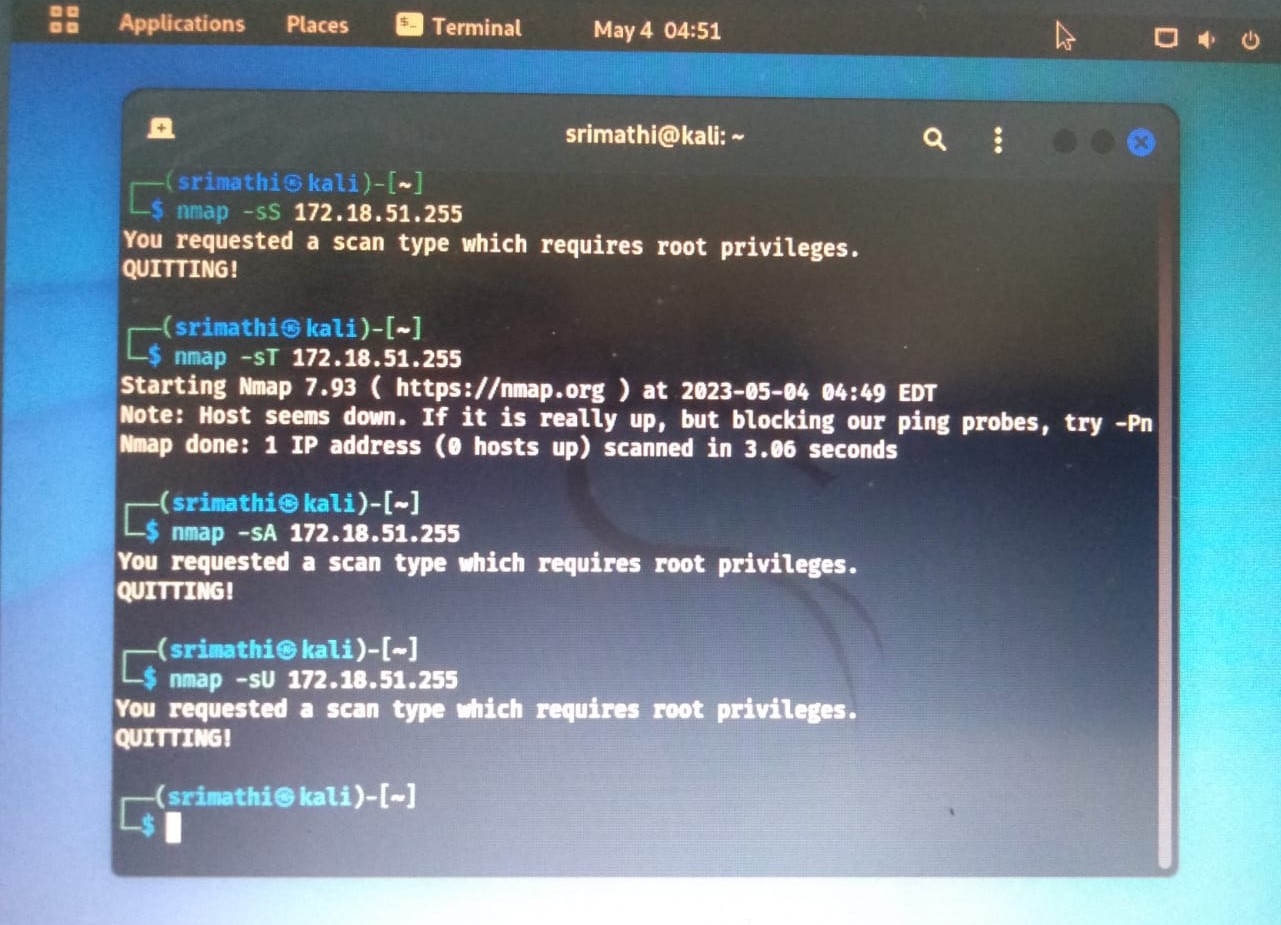 Applications Places Terminal May 4 04:51
srimathi@kali: ~
┌──(srimathi㉿kali)-[~]
└─$ nmap -sS 172.18.51.255
You requested a scan type which requires root privileges.
QUITTING!
┌──(srimathi㉿kali)-[~]
└─$ nmap -sT 172.18.51.255
Starting Nmap 7.93 ( https://nmap.org ) at 2023-05-04 04:49 EDT
Note: Host seems down. If it is really up, but blocking our ping probes, try -Pn
Nmap done: 1 IP address (0 hosts up) scanned in 3.06 seconds
┌──(srimathi㉿kali)-[~]
└─$ nmap -sA 172.18.51.255
You requested a scan type which requires root privileges.
QUITTING!
┌──(srimathi㉿kali)-[~]
└─$ nmap -sU 172.18.51.255
You requested a scan type which requires root privileges.
QUITTING!
┌──(srimathi㉿kali)-[~]
└─$